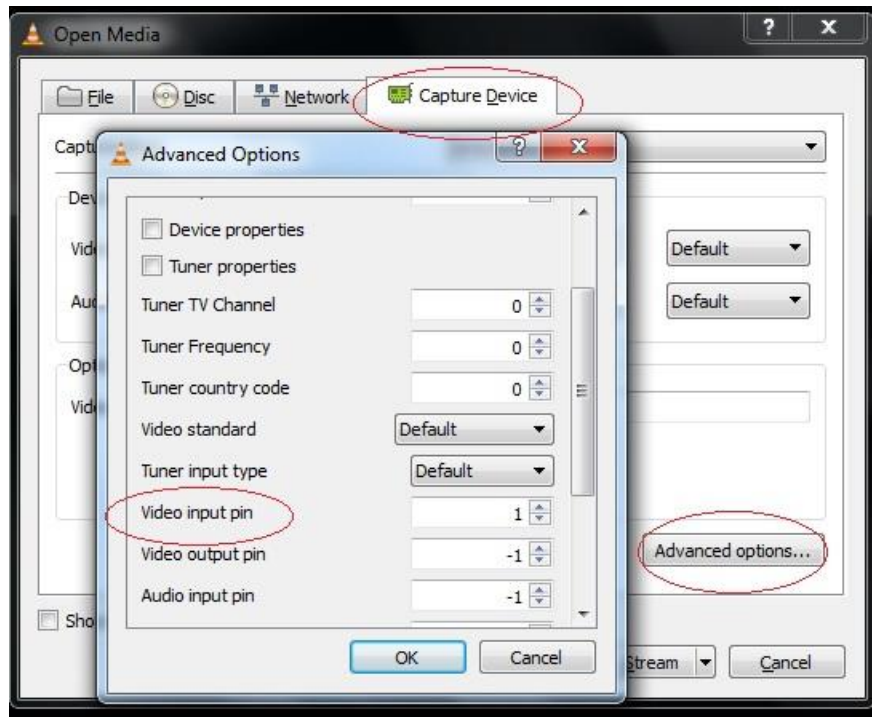 Open Media
? X
File Disc Network Capture Device
Advanced Options
? X
Device properties
Default
Tuner properties
Tuner TV Channel 0
Default
Tuner Frequency 0
Tuner country code 0
Video standard Default
Tuner input type Default
Video input pin 1
Video output pin -1
Advanced options...
Audio input pin -1
OK Cancel
Stream Cancel